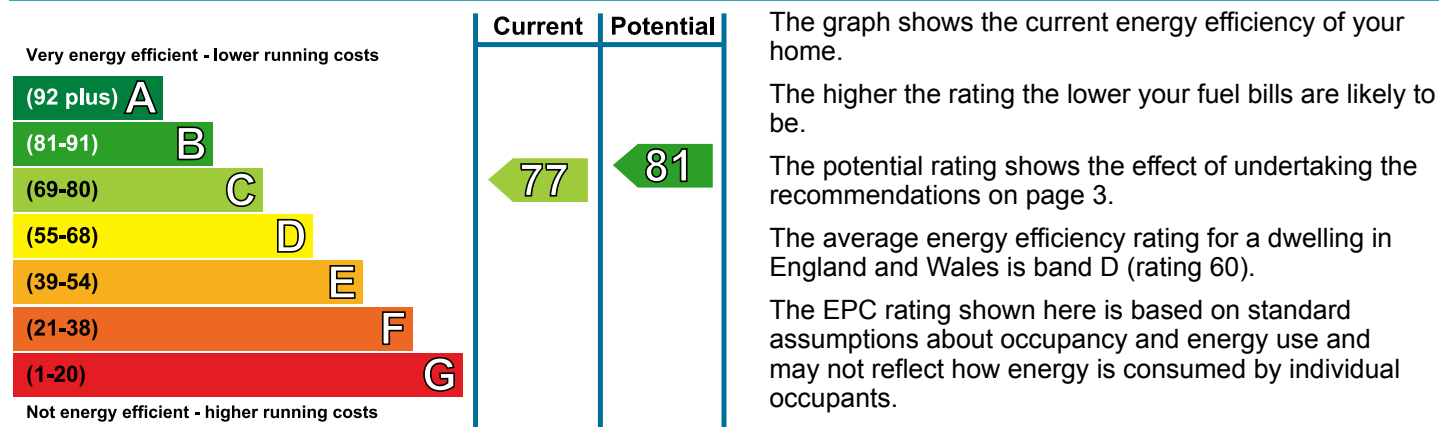 Current Potential
Very energy efficient - lower running costs
(92 plus) A
(81-91) B
(69-80) C
(55-68) D
(39-54) E
(21-38) F
(1-20) G
Not energy efficient - higher running costs
77 81
The graph shows the current energy efficiency of your
home.
The higher the rating the lower your fuel bills are likely to
be.
The potential rating shows the effect of undertaking the
recommendations on page 3.
The average energy efficiency rating for a dwelling in
England and Wales is band D (rating 60).
The EPC rating shown here is based on standard
assumptions about occupancy and energy use and
may not reflect how energy is consumed by individual
occupants.